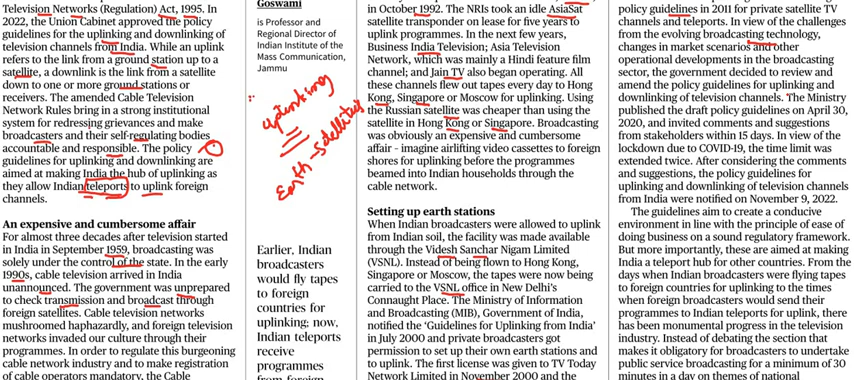 Television Networks (Regulation) Act, 1995. In
2022, the Union Cabinet approved the policy
guidelines for the uplinking and downlinking of
television channels from India. While an uplink
refers to the link from a ground station up to a
satellite, a downlink is the link from a satellite
down to one or more ground stations or
receivers. The amended Cable Television
Network Rules bring in a strong institutional
system for redressing grievances and make
broadcasters and their self-regulating bodies
accountable and responsible. The policy
guidelines for uplinking and downlinking are
aimed at making India the hub of uplinking as
they allow Indian teleports to uplink foreign
channels.
An expensive and cumbersome affair
For almost three decades after television started
in India in September 1959, broadcasting was
solely under the control of the state. In the early
1990s, cable television arrived in India
unannounced. The government was unprepared
to check transmission and broadcast through
foreign satellites. Cable television networks
mushroomed haphazardly, and foreign television
networks invaded our culture through their
programmes. In order to regulate this burgeoning
cable network industry and to make registration
of cable operators mandatory, the Cable
Goswami
is Professor and
Regional Director of
Indian Institute of the
Mass Communication,
Jammu
uplinking
Earth-satellites
Earlier, Indian
broadcasters
would fly tapes
to foreign
countries for
uplinking; now,
Indian teleports
receive
programmes
from foreign
in October 1992. The NRIs took an idle AsiaSat
satellite transponder on lease for five years to
uplink programmes. In the next few years,
Business India Television; Asia Television
Network, which was mainly a Hindi feature film
channel; and Jain TV also began operating. All
these channels flew out tapes every day to Hong
Kong, Singapore or Moscow for uplinking. Using
the Russian satellite was cheaper than using the
satellite in Hong Kong or Singapore. Broadcasting
was obviously an expensive and cumbersome
affair – imagine airlifting video cassettes to foreign
shores for uplinking before the programmes
beamed into Indian households through the
cable network.
Setting up earth stations
When Indian broadcasters were allowed to uplink
from Indian soil, the facility was made available
through the Videsh Sanchar Nigam Limited
(VSNL). Instead of being flown to Hong Kong,
Singapore or Moscow, the tapes were now being
carried to the VSNL office in New Delhi's
Connaught Place. The Ministry of Information
and Broadcasting (MIB), Government of India,
notified the 'Guidelines for Uplinking from India'
in July 2000 and private broadcasters got
permission to set up their own earth stations and
to uplink. The first license was given to TV Today
Network Limited in November 2000 and the
policy guidelines in 2011 for private satellite TV
channels and teleports. In view of the challenges
from the evolving broadcasting technology,
changes in market scenarios and other
operational developments in the broadcasting
sector, the government decided to review and
amend the policy guidelines for uplinking and
downlinking of television channels. The Ministry
published the draft policy guidelines on April 30,
2020, and invited comments and suggestions
from stakeholders within 15 days. In view of the
lockdown due to COVID-19, the time limit was
extended twice. After considering the comments
and suggestions, the policy guidelines for
uplinking and downlinking of television channels
from India were notified on November 9, 2022.
The guidelines aim to create a conducive
environment in line with the principle of ease of
doing business on a sound regulatory framework.
But more importantly, these are aimed at making
India a teleport hub for other countries. From the
days when Indian broadcasters were flying tapes
to foreign countries for uplinking to the times
when foreign broadcasters would send their
programmes to Indian teleports for uplink, there
has been monumental progress in the television
industry. Instead of debating the section that
makes it obligatory for broadcasters to undertake
public service broadcasting for a minimum of 30
minutes in a day on themes of national